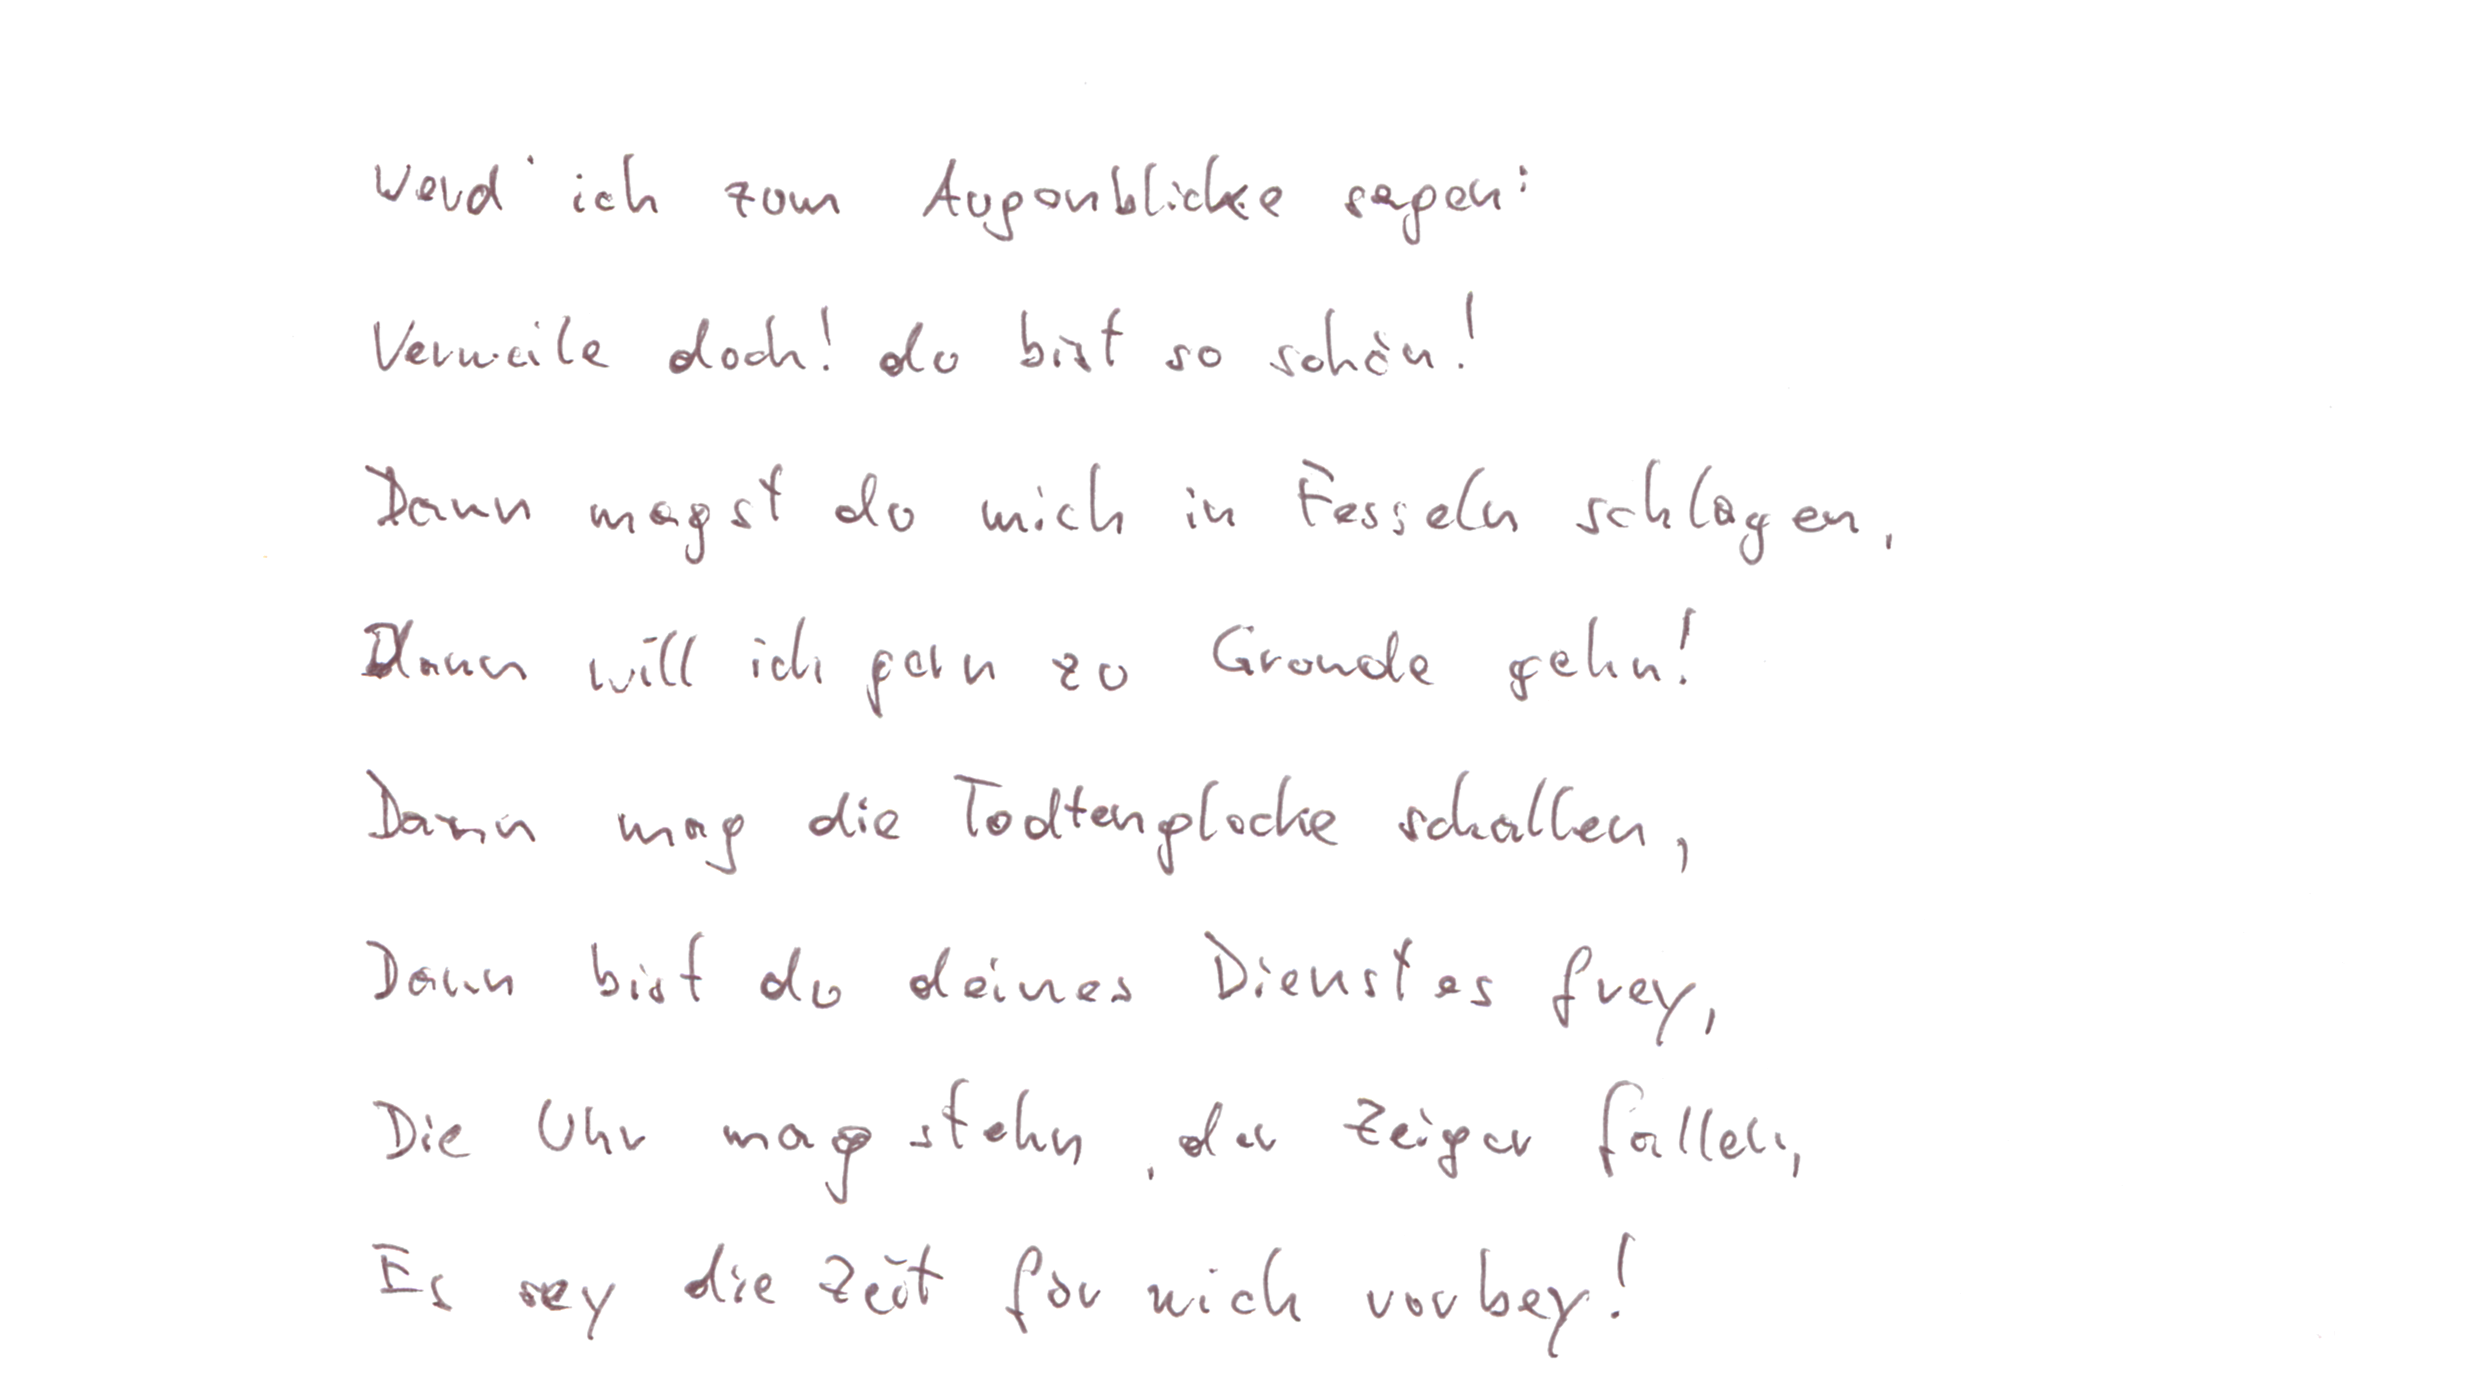 Werd' ich zum Augenblicke sagen:
Verweile doch! du bist so schön!
Dann magst du mich in Fesseln schlagen,
Dann will ich gern zu Grunde gehn!
Dann mag die Todtenglocke schallen,
Dann bist du deines Dienstes frey,
Die Uhr mag stehn, der Zeiger fallen,
Es sey die Zeit für mich vorbey!